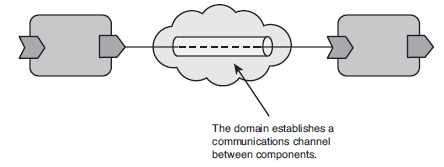 The domain establishes a
communications channel
between components.